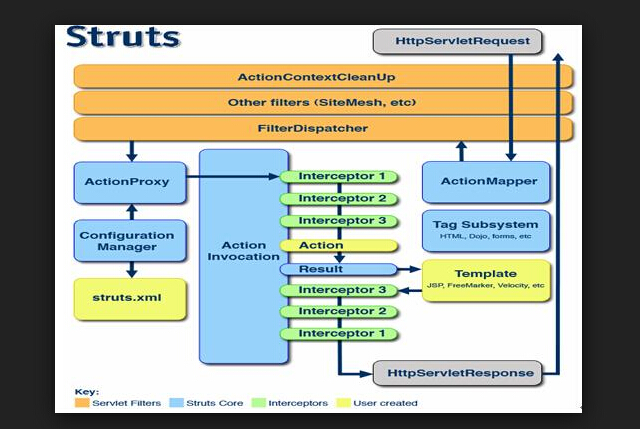 Struts
HttpServletRequest
ActionContextCleanUp
Other filters (SiteMesh, etc)
FilterDispatcher
ActionProxy
Configuration
Manager
struts.xml
Action
Invocation
Interceptor 1
Interceptor 2
Interceptor 3
Action
Result
Interceptor 3
Interceptor 2
Interceptor 1
ActionMapper
Tag Subsystem
HTML, Dojo, forms, etc
Template
JSP, FreeMarker, Velocity, etc
HttpServletResponse
Key:
Servlet Filters
Struts Core
Interceptors
User created